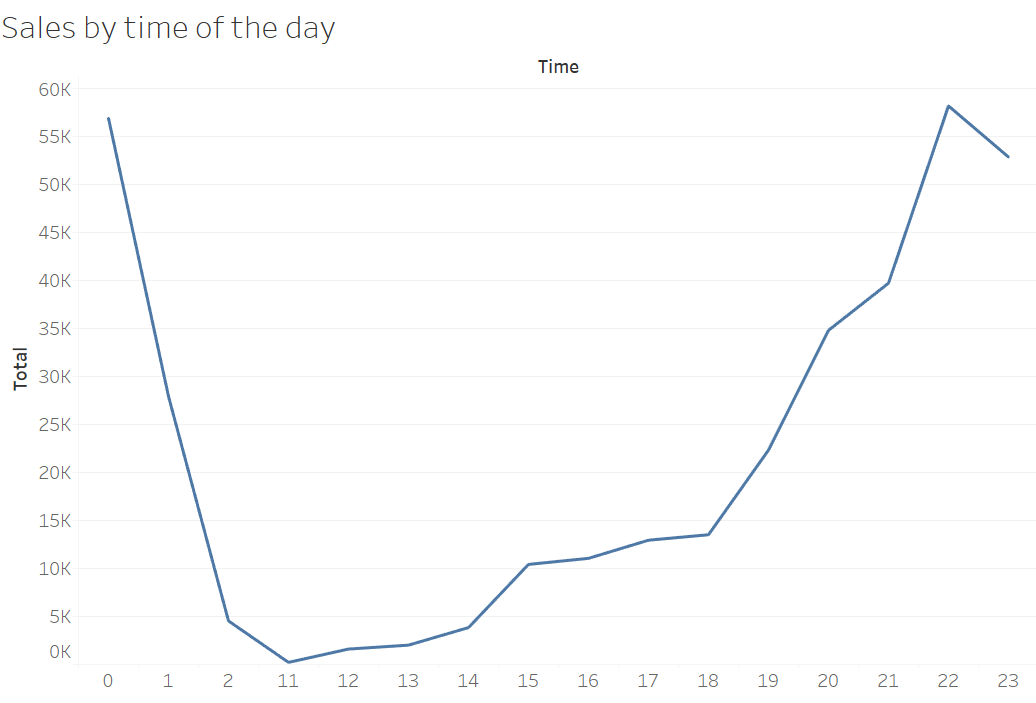 Sales by time of the day
Time
60K
55K
50K
45K
40K
35K
30K
25K
20K
15K
10K
5K
0K
Total
0 1 2 11 12 13 14 15 16 17 18 19 20 21 22 23